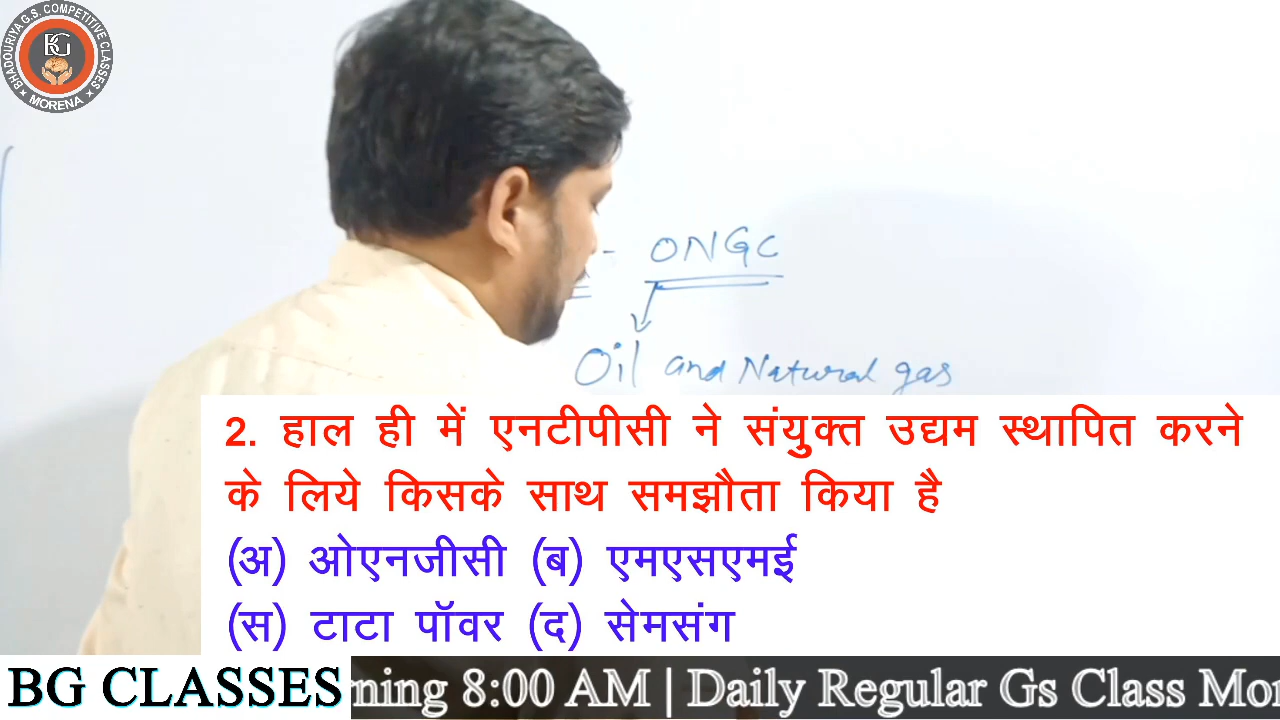 BHADOURIYA G.S. COMPETITIVE CLASSES
BG
★ MORENA ★
- ONGC
Oil and Natural gas
2. हाल ही में एनटीपीसी ने संयुक्त उद्यम स्थापित करने
के लिये किसके साथ समझौता किया है
(अ) ओएनजीसी (ब) एमएसएमई
(स) टाटा पॉवर (द) सेमसंग
BG CLASSES
8:00 AM | Daily Regular Gs Class